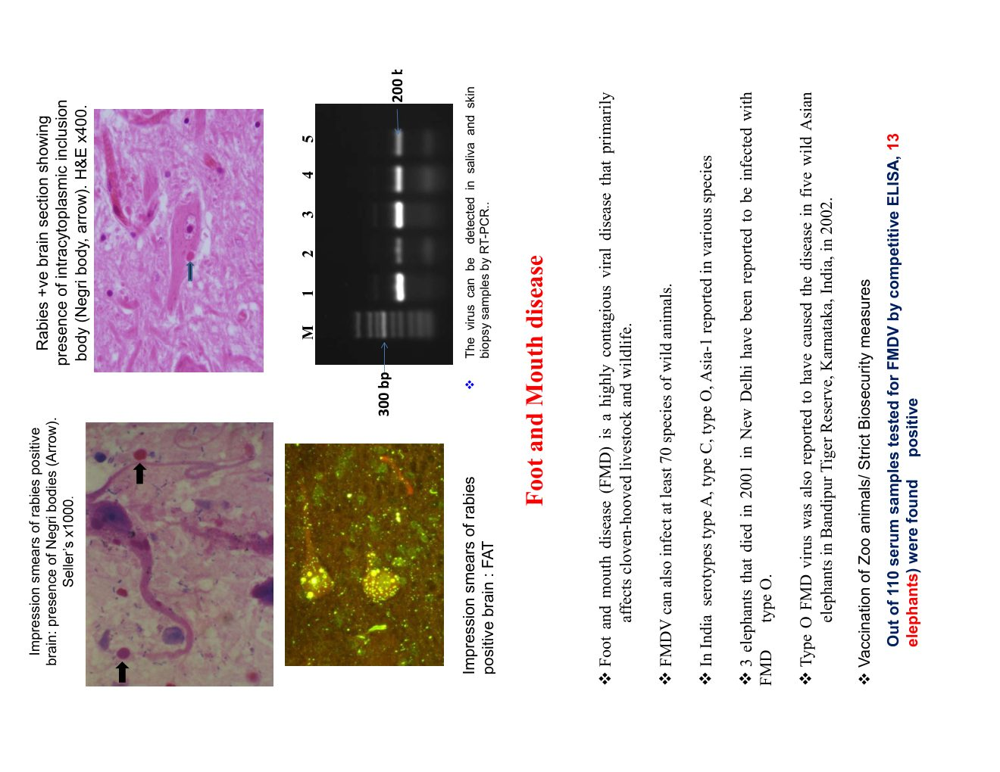 Impression smears of rabies positive
brain: presence of Negri bodies (Arrow).
Seller's x1000.
Rabies +ve brain section showing
presence of intracytoplasmic inclusion
body (Negri body, arrow). H&E x400.
Impression smears of rabies
positive brain : FAT
M 1 2 3 4 5
300 bp
200 b
❖ The virus can be detected in saliva and skin
biopsy samples by RT-PCR..
Foot and Mouth disease
❖ Foot and mouth disease (FMD) is a highly contagious viral disease that primarily
affects cloven-hooved livestock and wildlife.
❖ FMDV can also infect at least 70 species of wild animals.
❖ In India serotypes type A, type C, type O, Asia-1 reported in various species
❖ 3 elephants that died in 2001 in New Delhi have been reported to be infected with
FMD type O.
❖ Type O FMD virus was also reported to have caused the disease in five wild Asian
elephants in Bandipur Tiger Reserve, Karnataka, India, in 2002.
❖ Vaccination of Zoo animals/ Strict Biosecurity measures
Out of 110 serum samples tested for FMDV by competitive ELISA, 13
elephants) were found positive